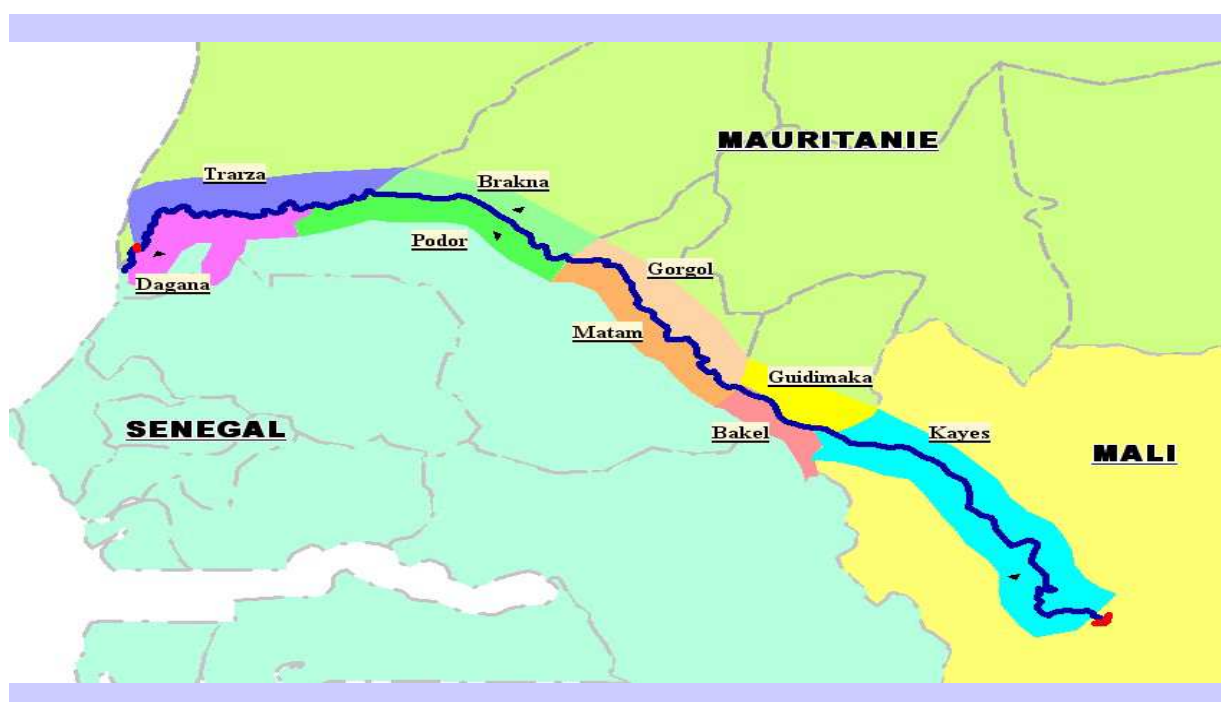 MAURITANIE
Trarza
Brakna
Podor
Gorgol
Dagana
Matam
Guidimaka
SENEGAL
Bakel
Kayes
MALI